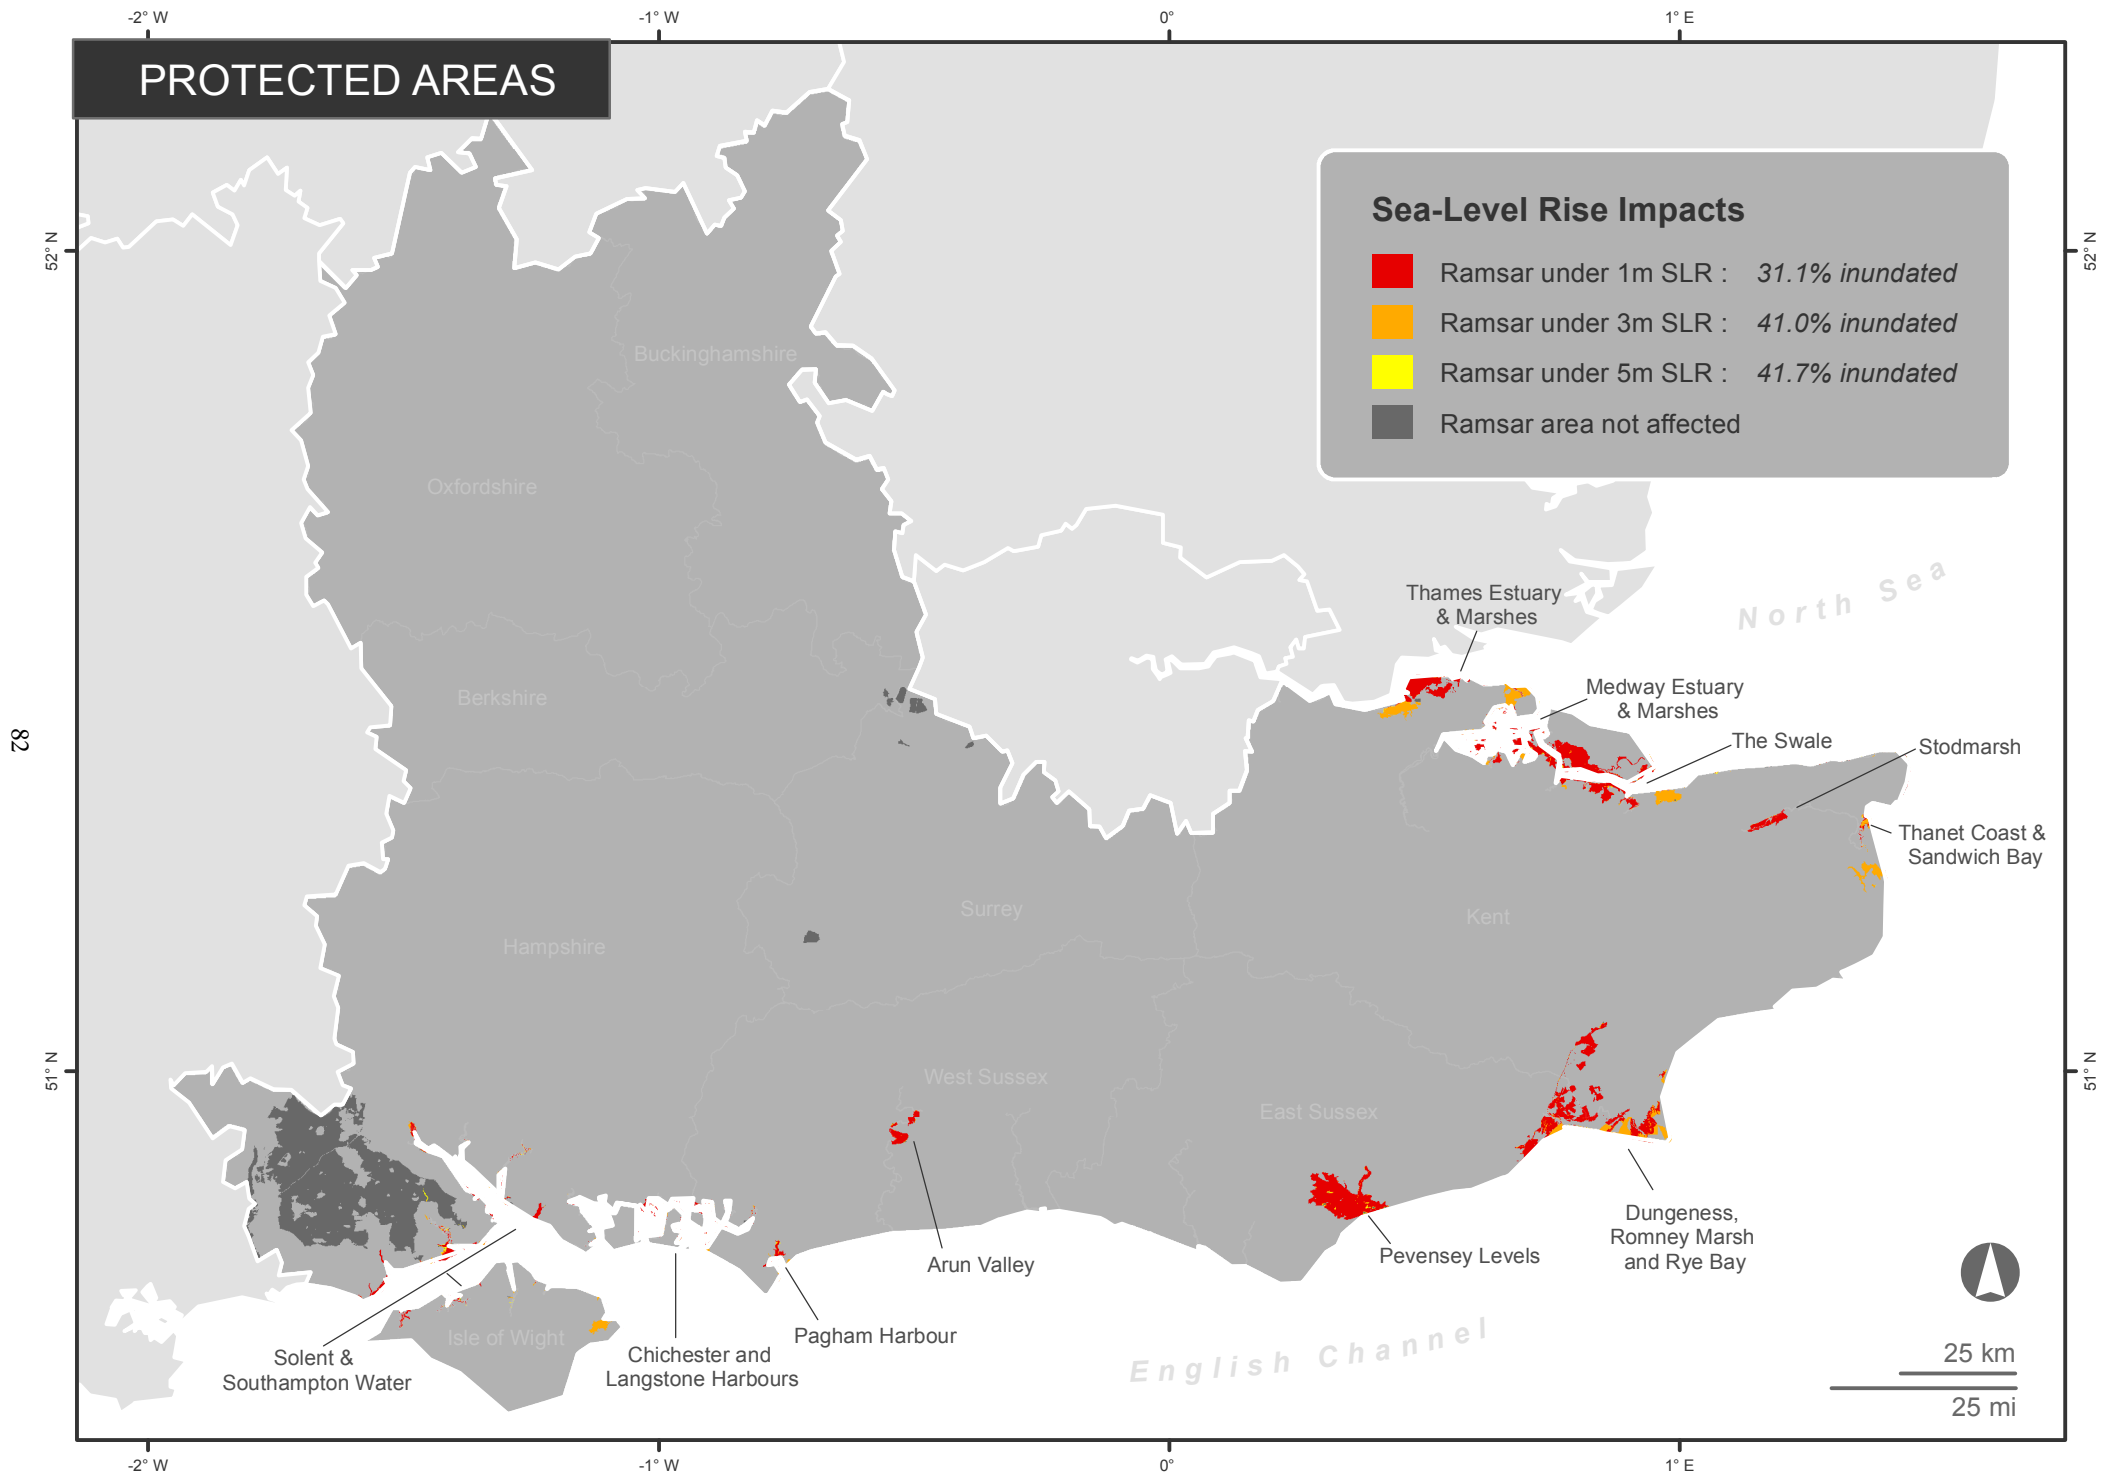 -2° W
-1° W
0°
1° E
PROTECTED AREAS
52° N
52° N
Sea-Level Rise Impacts
Ramsar under 1m SLR : 31.1% inundated
Ramsar under 3m SLR : 41.0% inundated
Ramsar under 5m SLR : 41.7% inundated
Ramsar area not affected
Buckinghamshire
Oxfordshire
North Sea
Thames Estuary
& Marshes
Berkshire
Medway Estuary
& Marshes
The Swale
Stodmarsh
82
Thanet Coast &
Sandwich Bay
Surrey
Kent
Hampshire
51° N
51° N
West Sussex
East Sussex
Dungeness,
Romney Marsh
and Rye Bay
Pevensey Levels
Arun Valley
Pagham Harbour
Isle of Wight
Chichester and
Langstone Harbours
Solent &
Southampton Water
English Channel
25 km
25 mi
-2° W
-1° W
0°
1° E